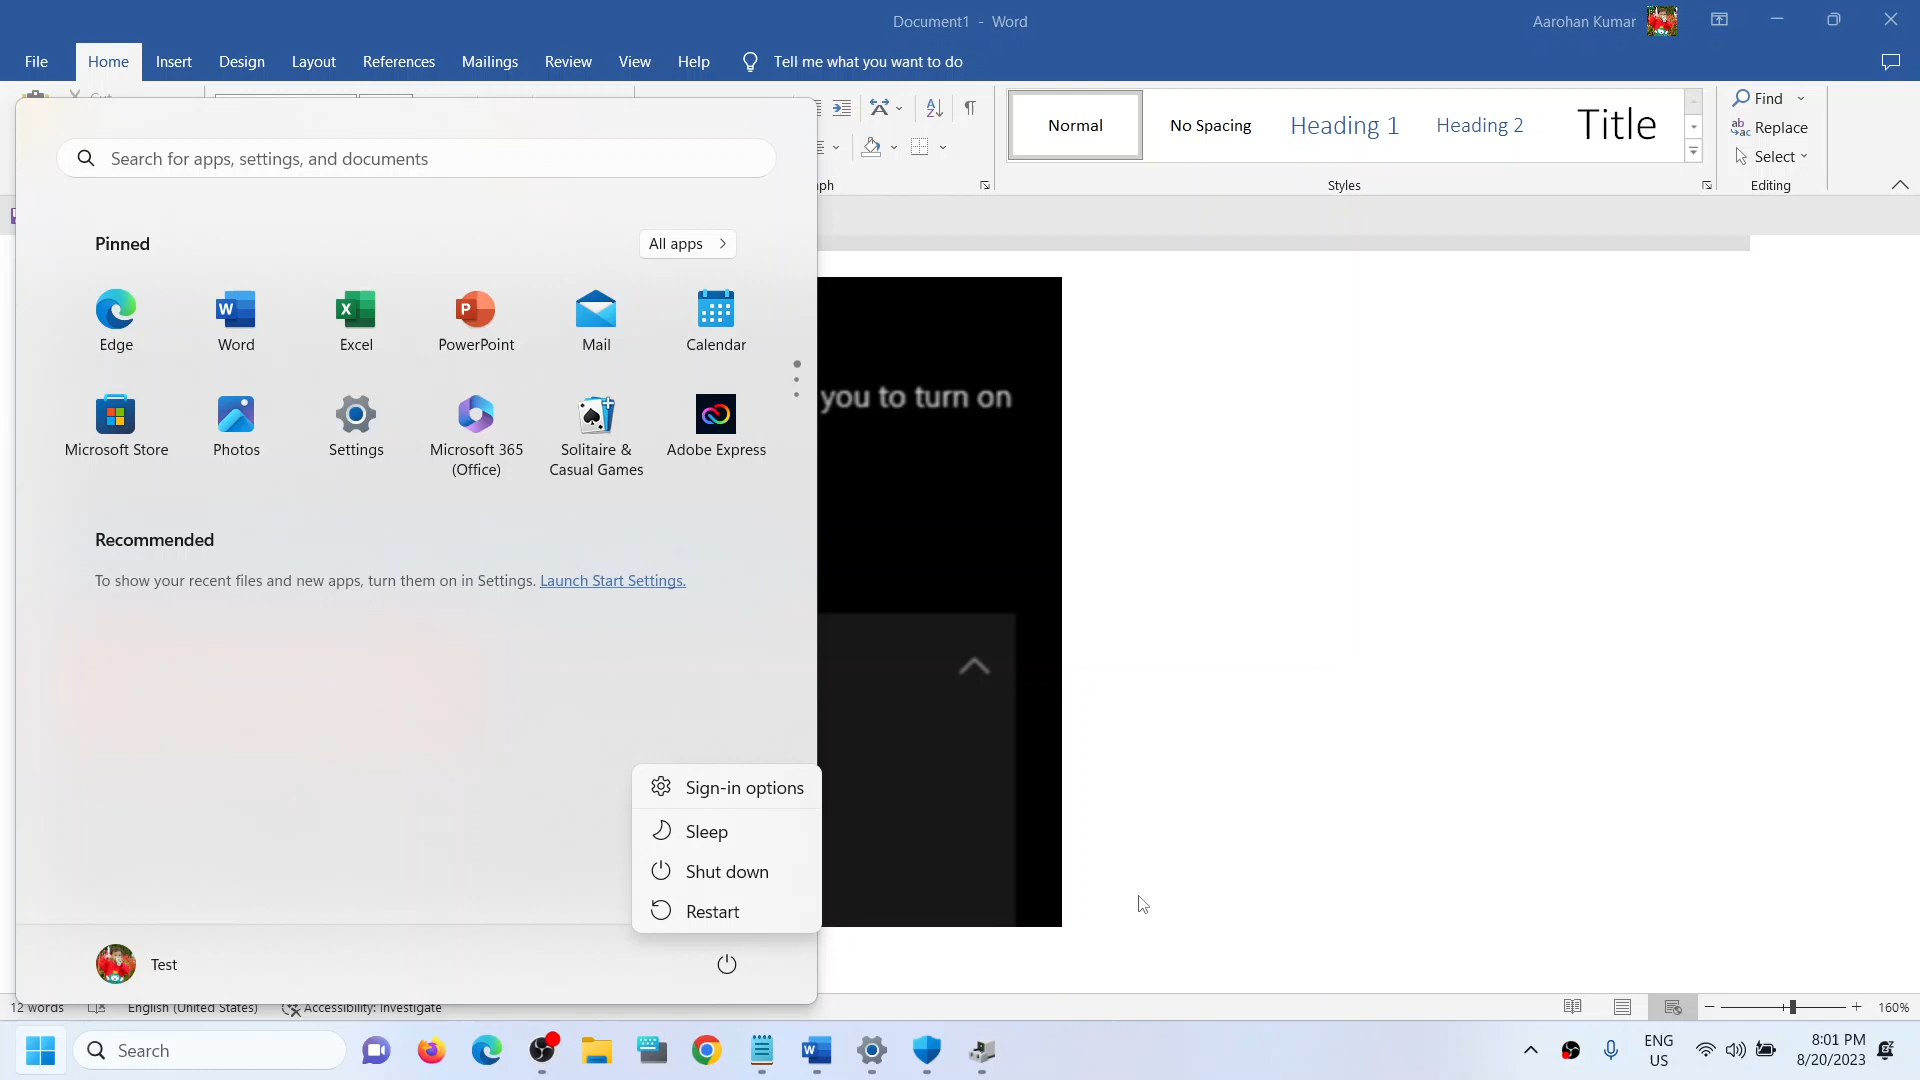 Document1 - Word
Aarohan Kumar
File Home Insert Design Layout References Mailings Review View Help Tell me what you want to do
Find
Replace
Select
Editing
Normal
No Spacing
Heading 1
Heading 2
Title
Styles
Search for apps, settings, and documents
Pinned
All apps
Edge Word Excel PowerPoint Mail Calendar
Microsoft Store Photos Settings Microsoft 365 (Office) Solitaire & Casual Games Adobe Express
you to turn on
Recommended
To show your recent files and new apps, turn them on in Settings. Launch Start Settings.
Sign-in options
Sleep
Shut down
Restart
Test
12 words English (United States) Accessibility: Investigate
160%
Search
ENG
US
8:01 PM
8/20/2023